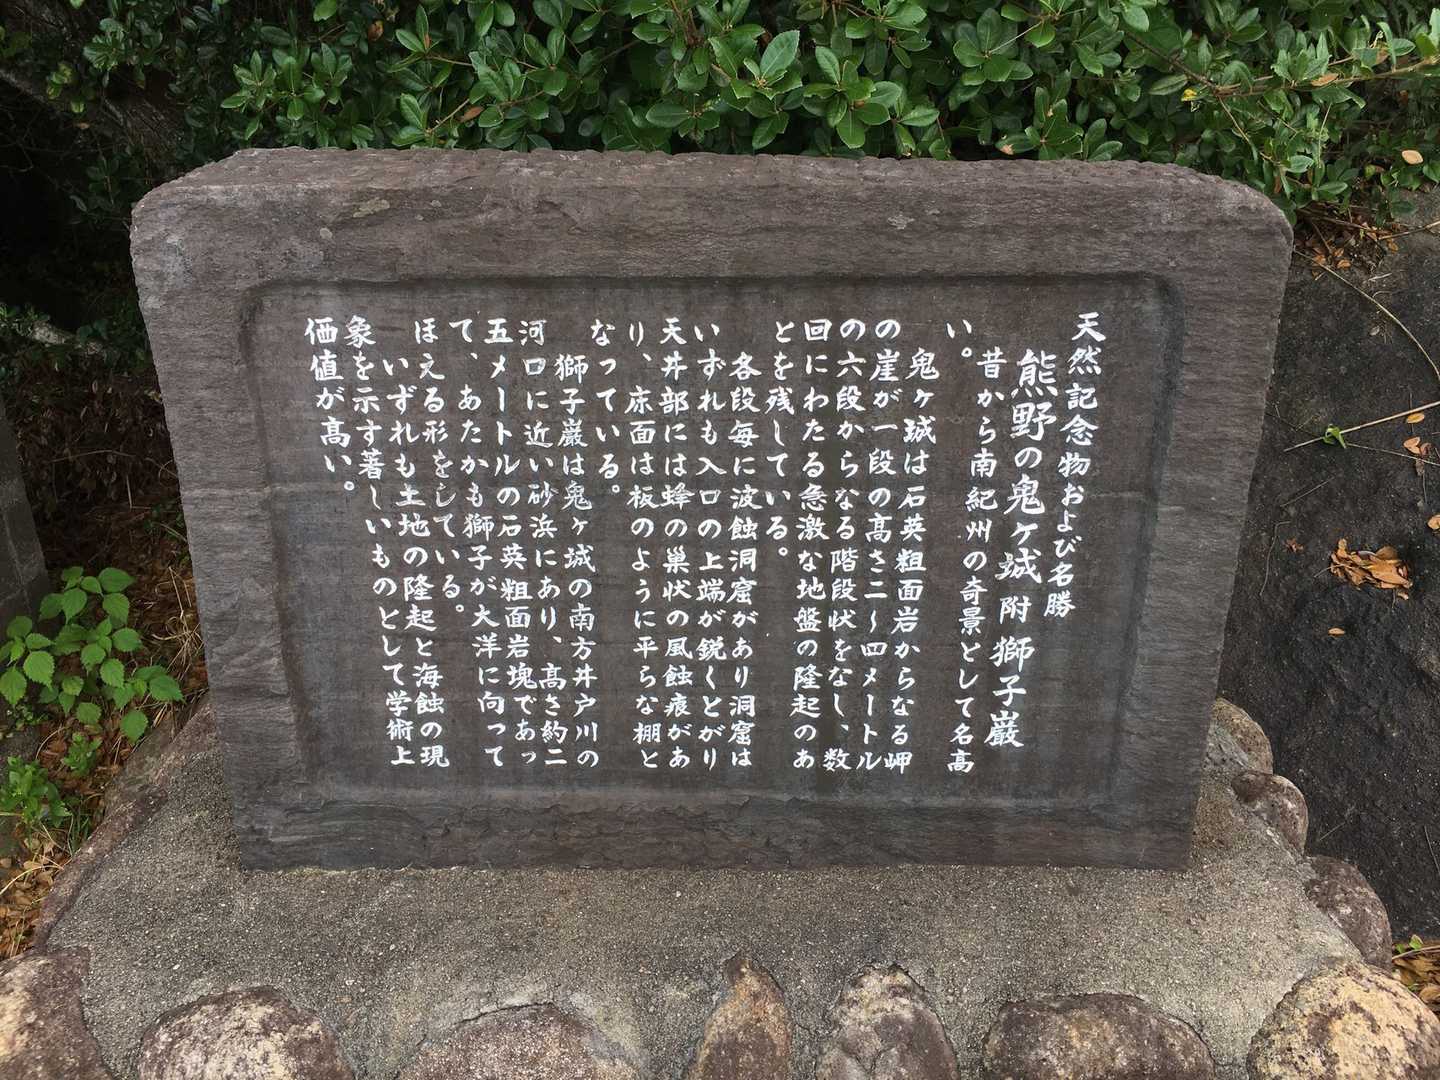 天然記念物および名勝
熊野の鬼ヶ城 附 獅子巖
昔から南紀州の奇景として名高
い。
鬼ヶ城は石英粗面岩からなる岬
の崖が一段の高さ二〜四メートル
の六段からなる階段状をなし、数
回にわたる急激な地盤の隆起のあ
とを残している。
各段毎に波蝕洞窟があり洞窟は
いずれも入口の上端が鋭くとがり
天井部には蜂の巣状の風蝕痕があ
り、床面は板のように平らな棚と
なっている。
獅子巖は鬼ヶ城の南方井戸川の
河口に近い砂浜にあり、高さ約二
五メートルの石英粗面岩塊であっ
て、あたかも獅子が大洋に向って
ほえる形をしている。
いずれも土地の隆起と海蝕の現
象を示す著しいものとして学術上
価値が高い。